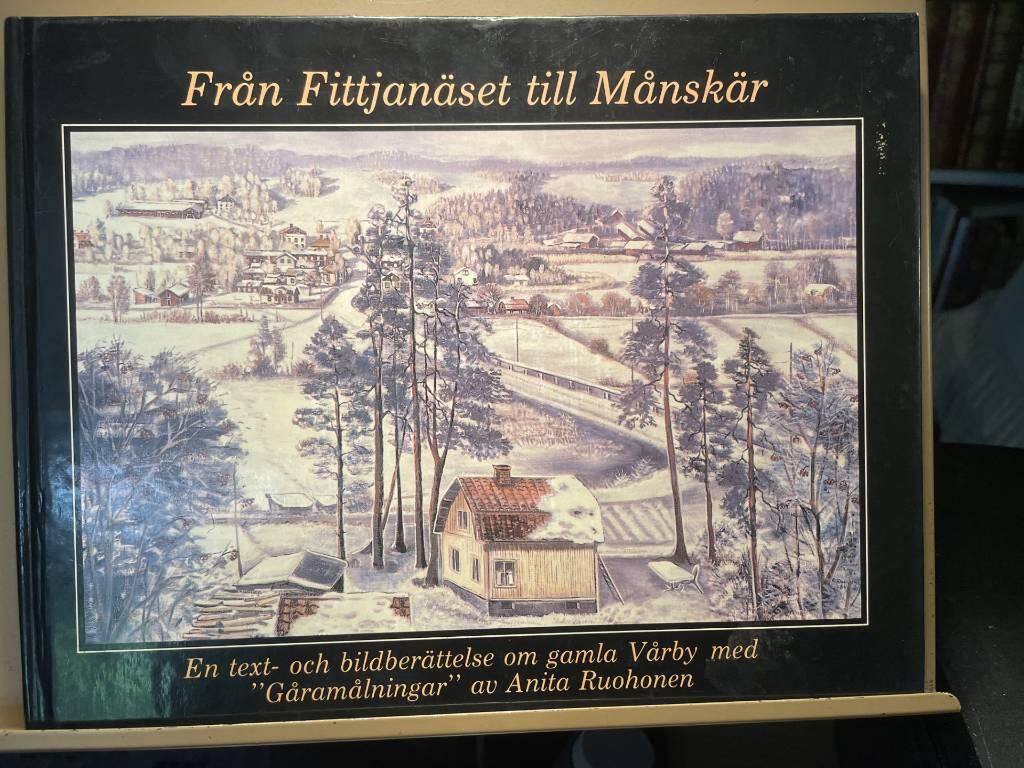 Från Fittjanäset till Månskär
En text- och bildberättelse om gamla Vårby med
"Gåramålningar" av Anita Ruohonen